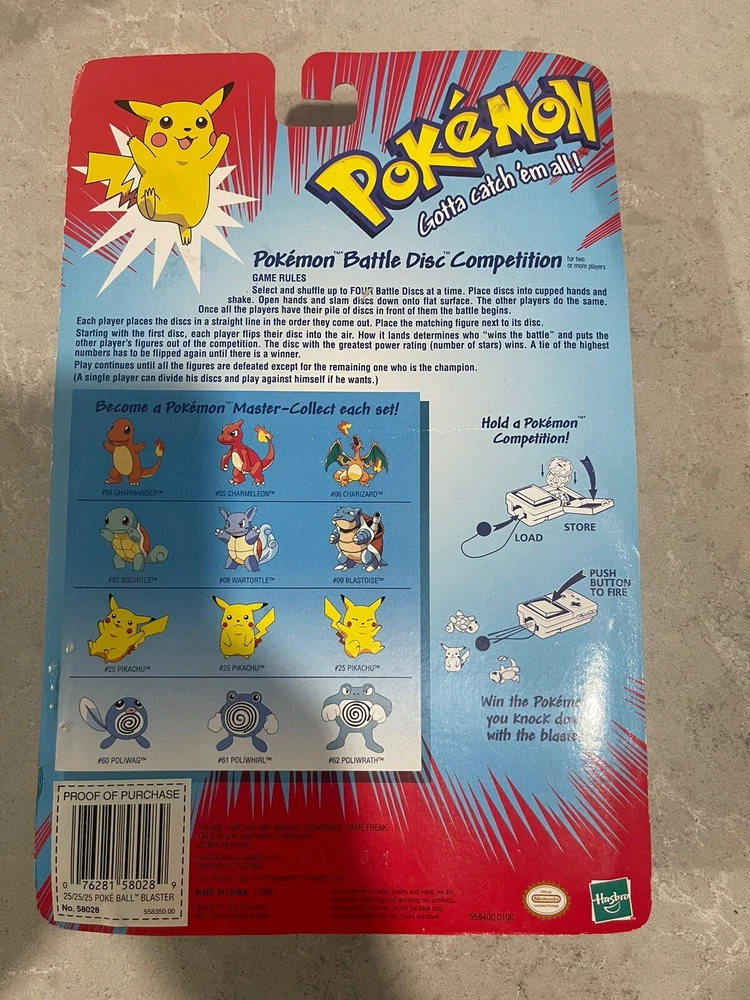 POKéMON
Gotta catch 'em all!
Pokémon™ Battle Disc™ Competition for two
or more players
GAME RULES
Select and shuffle up to FOUR Battle Discs at a time. Place discs into cupped hands and
shake. Open hands and slam discs down onto flat surface. The other players do the same.
Once all the players have their pile of discs in front of them the battle begins.
Each player places the discs in a straight line in the order they come out. Place the matching figure next to its disc.
Starting with the first disc, each player flips their disc into the air. How it lands determines who "wins the battle" and puts the
other player's figures out of the competition. The disc with the greatest power rating (number of stars) wins. A tie of the highest
numbers has to be flipped again until there is a winner.
Play continues until all the figures are defeated except for the remaining one who is the champion.
(A single player can divide his discs and play against himself if he wants.)
Become a Pokémon™ Master-Collect each set!
#04 CHARMANDER™
#05 CHARMELEON™
#06 CHARIZARD™
#07 SQUIRTLE™
#08 WARTORTLE™
#09 BLASTOISE™
#25 PIKACHU™
#25 PIKACHU™
#25 PIKACHU™
#60 POLIWAG™
#61 POLIWHIRL™
#62 POLIWRATH™
Hold a Pokémon™
Competition!
LOAD
STORE
PUSH
BUTTON
TO FIRE
Win the Pokémo
you knock do
with the blaste
PROOF OF PURCHASE
0 76281 58028 9
25/25/25 POKÉ BALL™ BLASTER
No. 58028
558350.00
GAME FREAK
©1999 Nintendo.
MADE IN CHINA
558400.0100
Official
Nintendo
Licensed Product
Hasbro